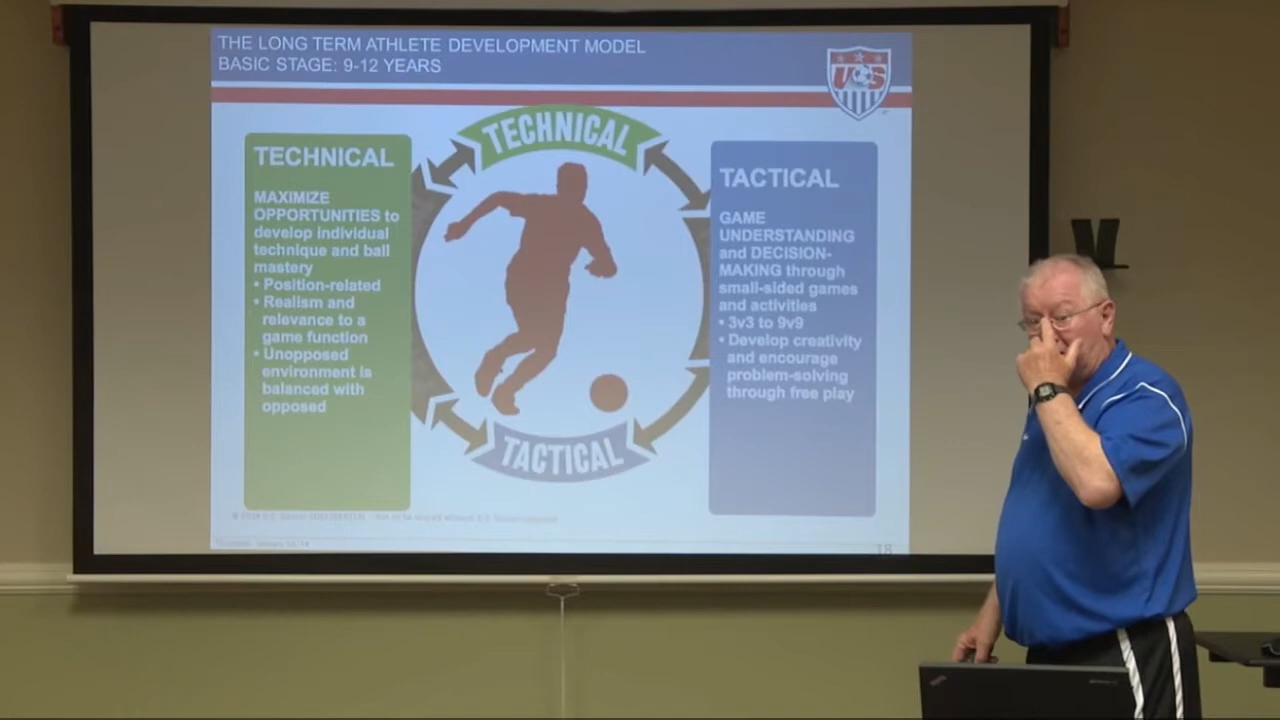 THE LONG TERM ATHLETE DEVELOPMENT MODEL
BASIC STAGE: 9-12 YEARS
US
TECHNICAL
TECHNICAL
MAXIMIZE
OPPORTUNITIES to
develop individual
technique and ball
mastery
• Position-related
• Realism and
relevance to a
game function
• Unopposed
environment is
balanced with
opposed
TACTICAL
TACTICAL
GAME
UNDERSTANDING
and DECISION-
MAKING through
small-sided games
and activities
• 3v3 to 9v9
• Develop creativity
and encourage
problem-solving
through free play
18